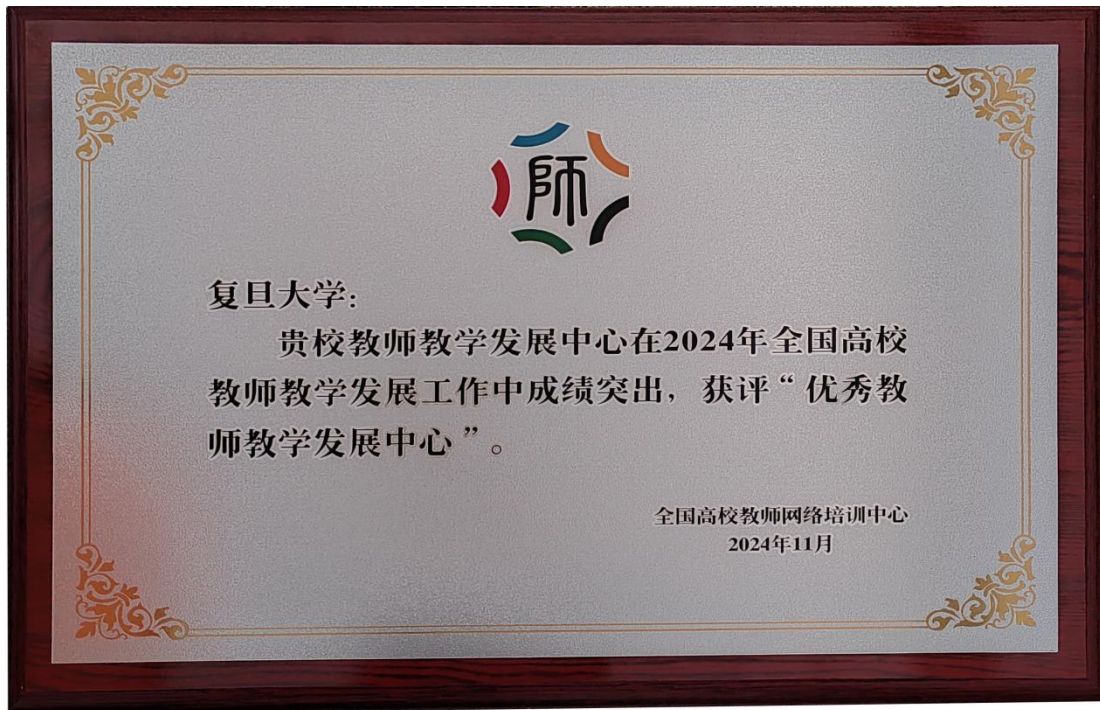 師
复旦大学：
贵校教师教学发展中心在2024年全国高校
教师教学发展工作中成绩突出，获评“优秀教
师教学发展中心”。
全国高校教师网络培训中心
2024年11月